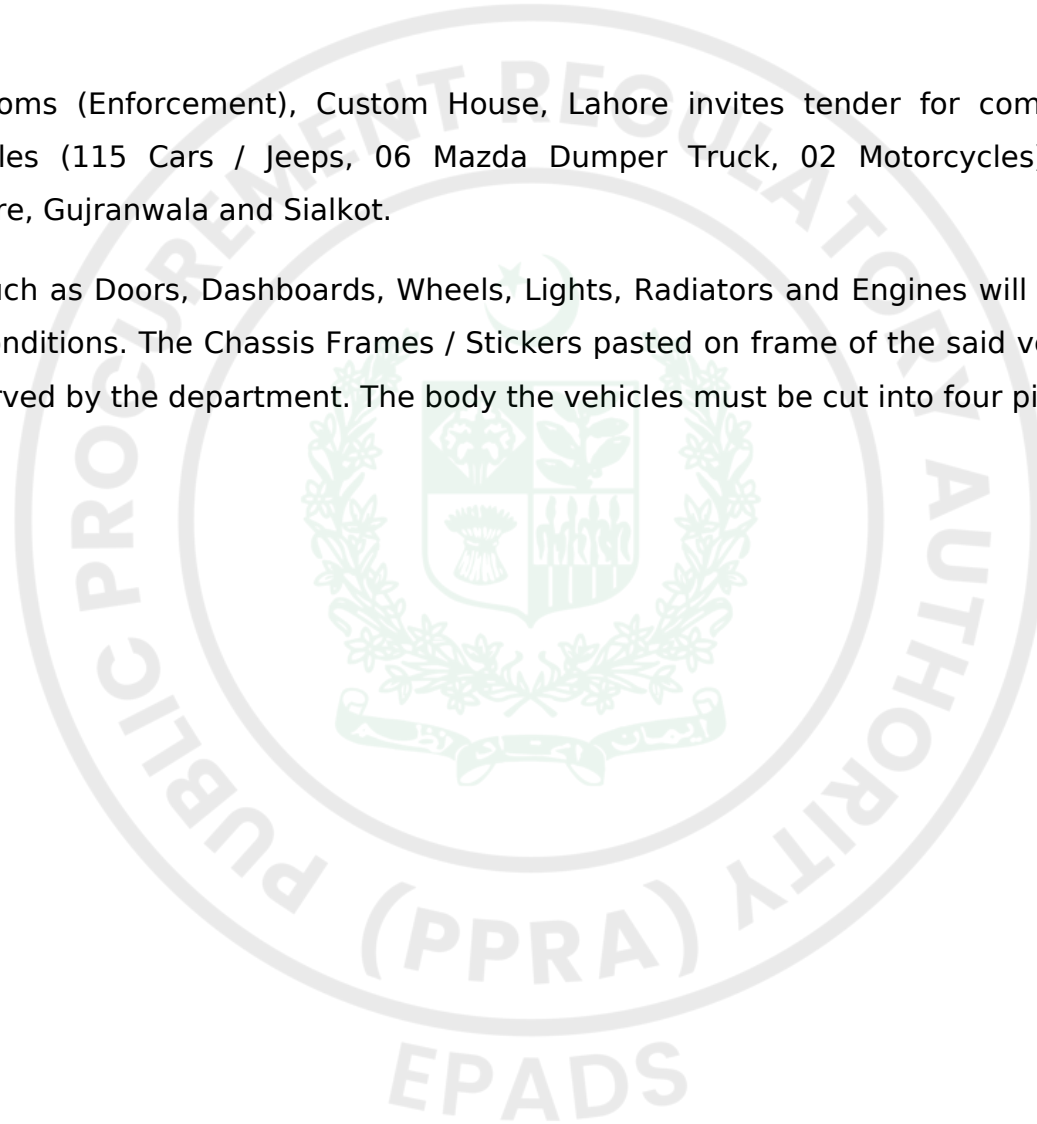 oms (Enforcement), Custom House, Lahore invites tender for com
les (115 Cars / Jeeps, 06 Mazda Dumper Truck, 02 Motorcycles)
re, Gujranwala and Sialkot.
uch as Doors, Dashboards, Wheels, Lights, Radiators and Engines will
onditions. The Chassis Frames / Stickers pasted on frame of the said ve
rved by the department. The body the vehicles must be cut into four pi
PUBLIC PROCUREMENT REGULATORY AUTHORITY
(PPRA)
EPADS